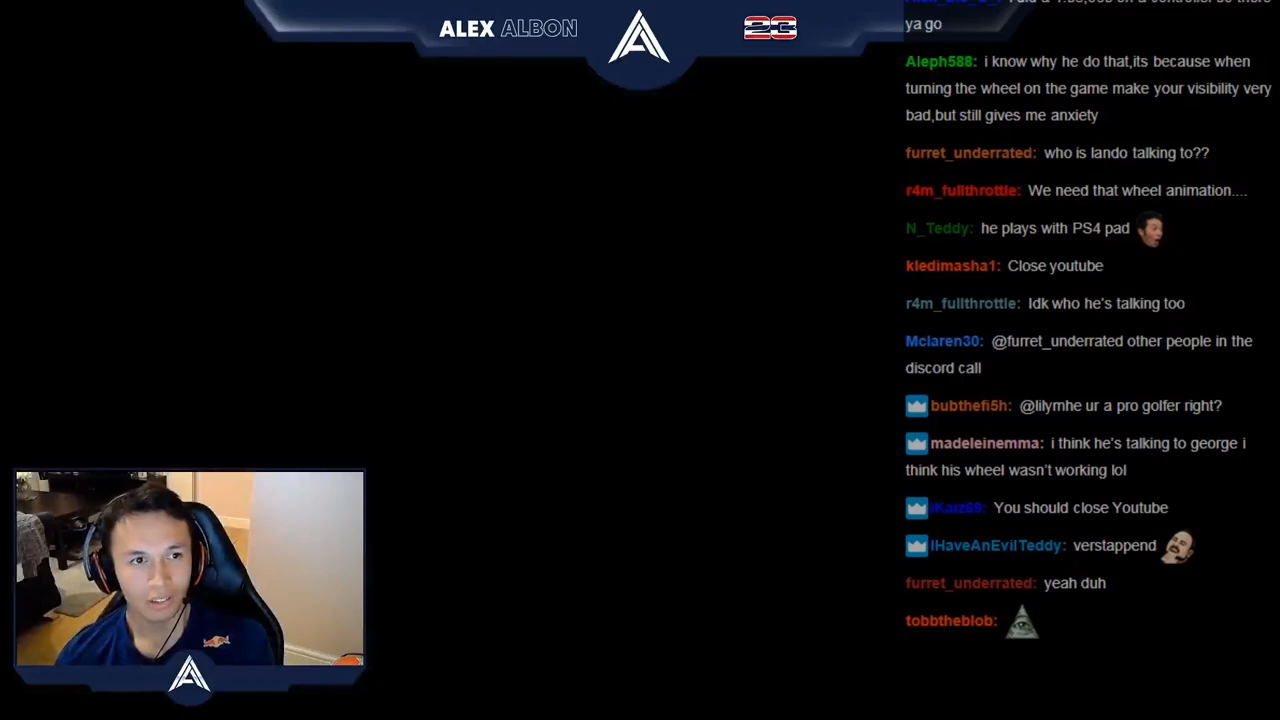 ALEX ALBON
23
ya go
Aleph588: i know why he do that,its because when
turning the wheel on the game make your visibility very
bad,but still gives me anxiety
furret_underrated: who is lando talking to??
r4m_fullthrottle: We need that wheel animation....
N_Teddy: he plays with PS4 pad
kledimasha1: Close youtube
r4m_fullthrottle: Idk who he's talking too
Mclaren30: @furret_underrated other people in the
discord call
bubthefi5h: @lilymhe ur a pro golfer right?
madeleinemma: i think he's talking to george i
think his wheel wasn't working lol
iKaiz69: You should close Youtube
IHaveAnEvilTeddy: verstappend
furret_underrated: yeah duh
tobbtheblob: